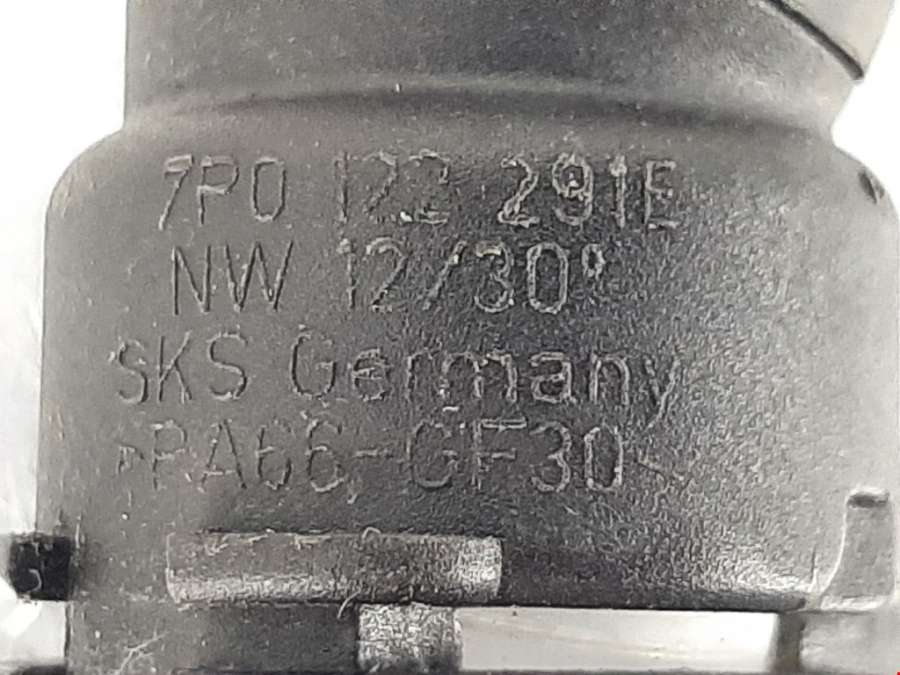 7P0 122 291E
NW 12/30°
SKS Germany
>PA66-GF30<